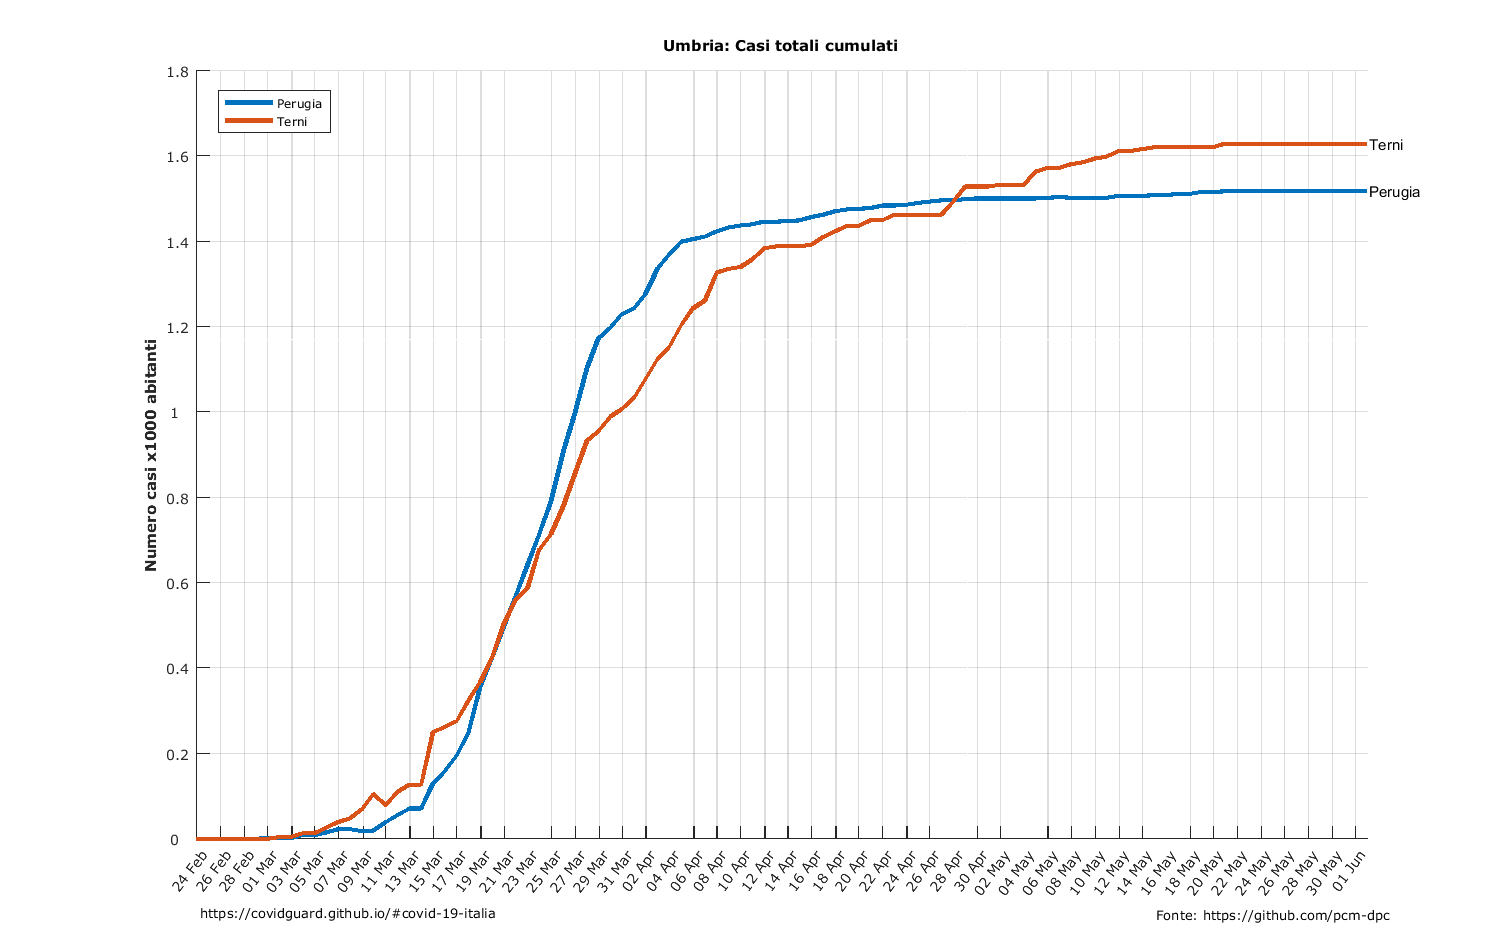 Umbria: Casi totali cumulati
Perugia
Terni
Numero casi x1000 abitanti
1.8
1.6
1.4
1.2
1
0.8
0.6
0.4
0.2
0
Terni
Perugia
24 Feb
26 Feb
28 Feb
01 Mar
03 Mar
05 Mar
07 Mar
09 Mar
11 Mar
13 Mar
15 Mar
17 Mar
19 Mar
21 Mar
23 Mar
25 Mar
27 Mar
29 Mar
31 Mar
02 Apr
04 Apr
06 Apr
08 Apr
10 Apr
12 Apr
14 Apr
16 Apr
18 Apr
20 Apr
22 Apr
24 Apr
26 Apr
28 Apr
30 Apr
02 May
04 May
06 May
08 May
10 May
12 May
14 May
16 May
18 May
20 May
22 May
24 May
26 May
28 May
30 May
01 Jun
https://covidguard.github.io/#covid-19-italia
Fonte: https://github.com/pcm-dpc